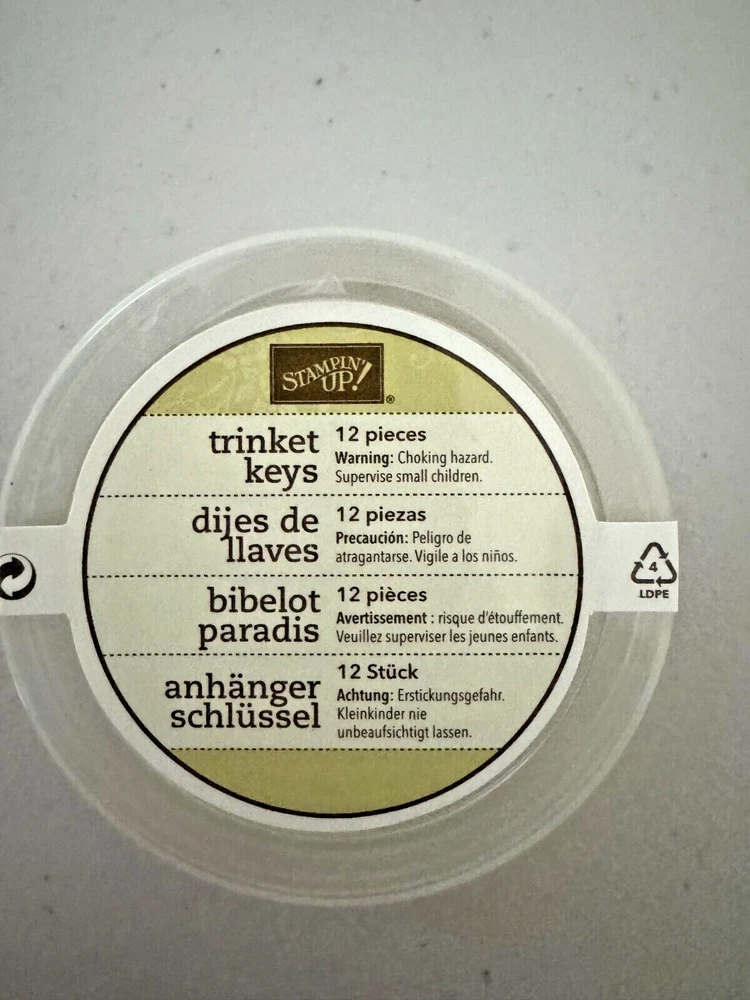 STAMPIN' UP!®
trinket keys
12 pieces
Warning: Choking hazard.
Supervise small children.
dijes de llaves
12 piezas
Precaución: Peligro de
atragantarse. Vigile a los niños.
bibelot paradis
12 pièces
Avertissement : risque d'étouffement.
Veuillez superviser les jeunes enfants.
anhänger schlüssel
12 Stück
Achtung: Erstickungsgefahr.
Kleinkinder nie
unbeaufsichtigt lassen.
4
LDPE